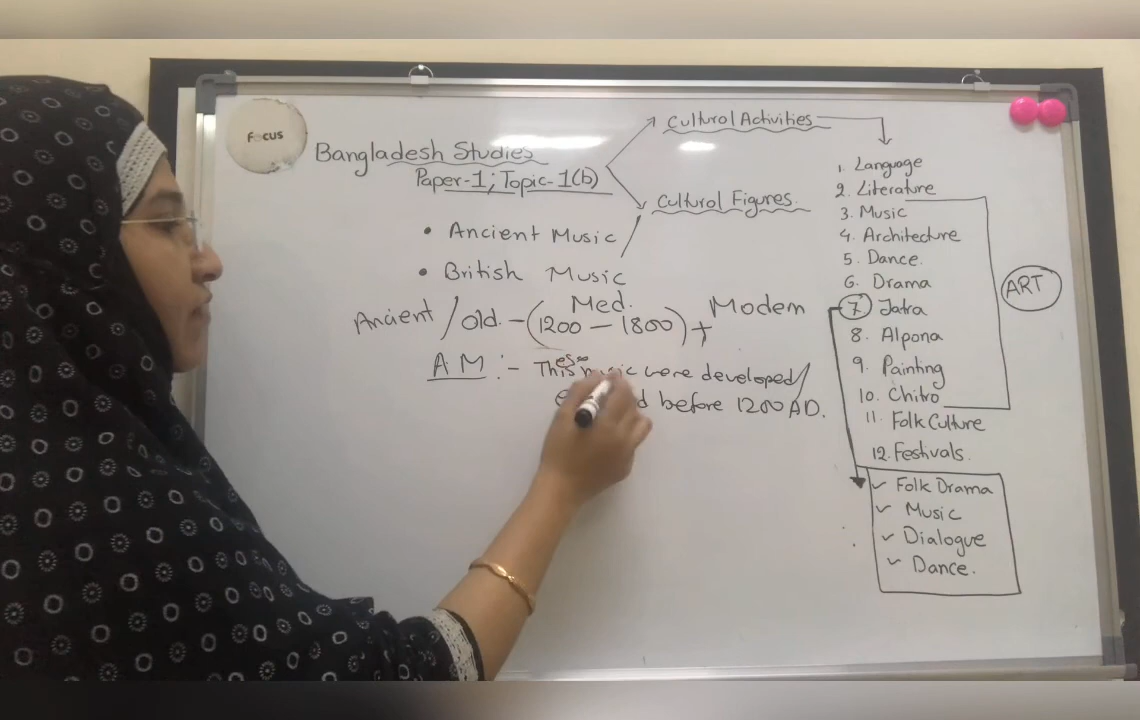 Focus
Bangladesh Studies
Paper-1; Topic-1(b)
Cultural Activities
Cultural Figures.
• Ancient Music
• British Music
Ancient / old. - (Med. 1200 - 1800) + Modern
AM :- These music were developed/
before 1200 AD.
1. Language
2. Literature
3. Music
4. Architecture
5. Dance.
6. Drama
7. Jatra
8. Alpona
9. Painting
10. Chitro
11. Folk Culture
12. Festivals.
ART
✓ Folk Drama
✓ Music
✓ Dialogue
✓ Dance.